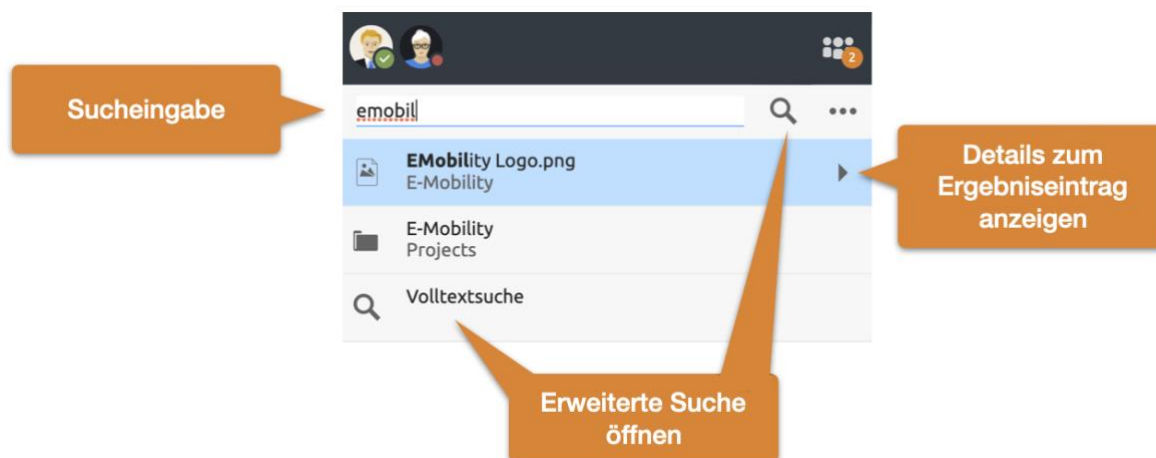 2
Sucheingabe
emobil
EMobility Logo.png
E-Mobility
Details zum
Ergebniseintrag
anzeigen
E-Mobility
Projects
Volltextsuche
Erweiterte Suche
öffnen